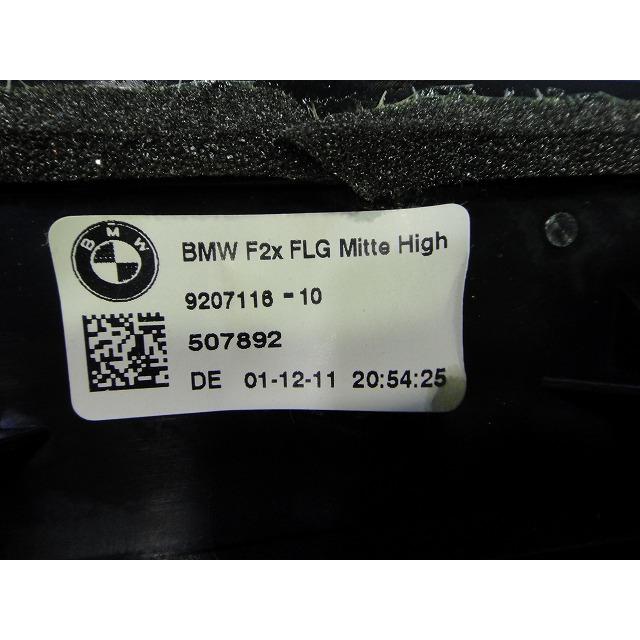 BMW
BMW F2x FLG Mitte High
9207116 -10
507892
DE 01-12-11 20:54:25